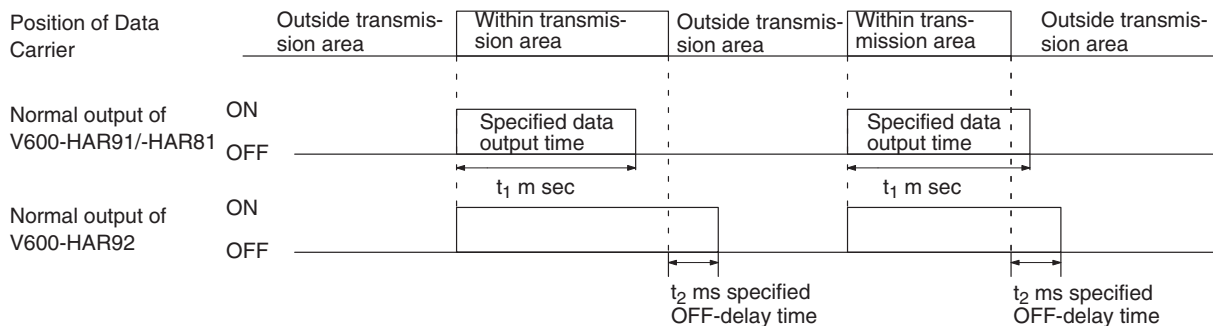 Position of Data
Carrier
Outside transmis-
sion area
Within transmis-
sion area
Outside transmis-
sion area
Within trans-
mission area
Outside transmis-
sion area
Normal output of
V600-HAR91/-HAR81
ON
OFF
Specified data
output time
Specified data
output time
t1 m sec
t1 m sec
Normal output of
V600-HAR92
ON
OFF
t2 ms specified
OFF-delay time
t2 ms specified
OFF-delay time